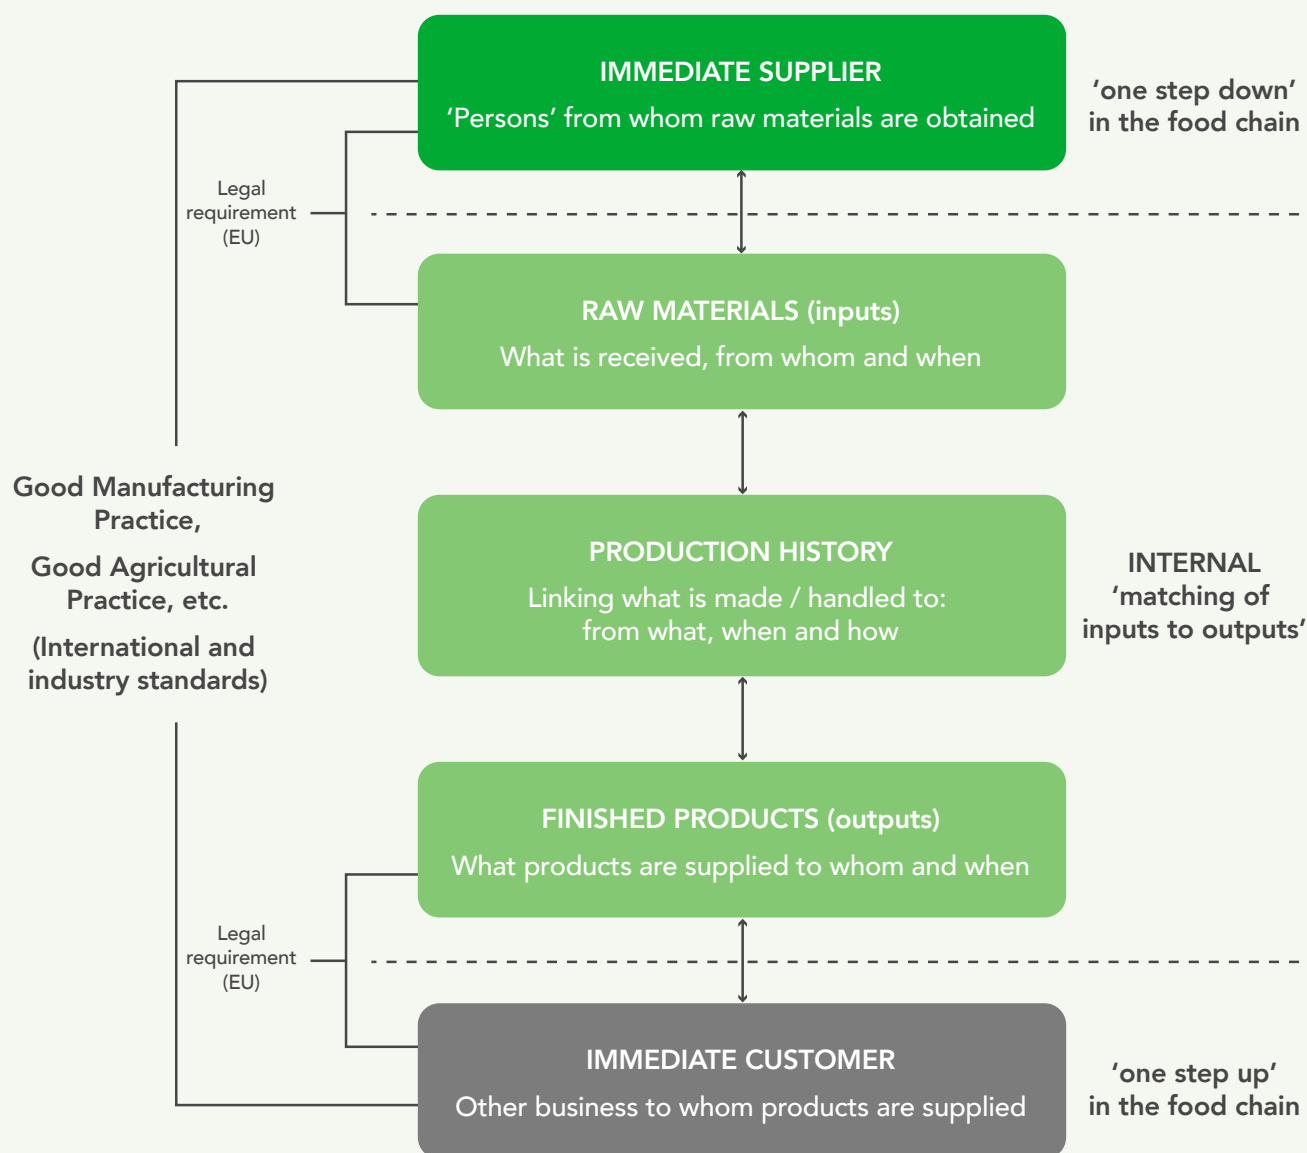 IMMEDIATE SUPPLIER
‘Persons’ from whom raw materials are obtained
‘one step down’
in the food chain
Legal
requirement
(EU)
RAW MATERIALS (inputs)
What is received, from whom and when
Good Manufacturing
Practice,
Good Agricultural
Practice, etc.
(International and
industry standards)
PRODUCTION HISTORY
Linking what is made / handled to:
from what, when and how
INTERNAL
‘matching of
inputs to outputs’
FINISHED PRODUCTS (outputs)
What products are supplied to whom and when
Legal
requirement
(EU)
IMMEDIATE CUSTOMER
Other business to whom products are supplied
‘one step up’
in the food chain